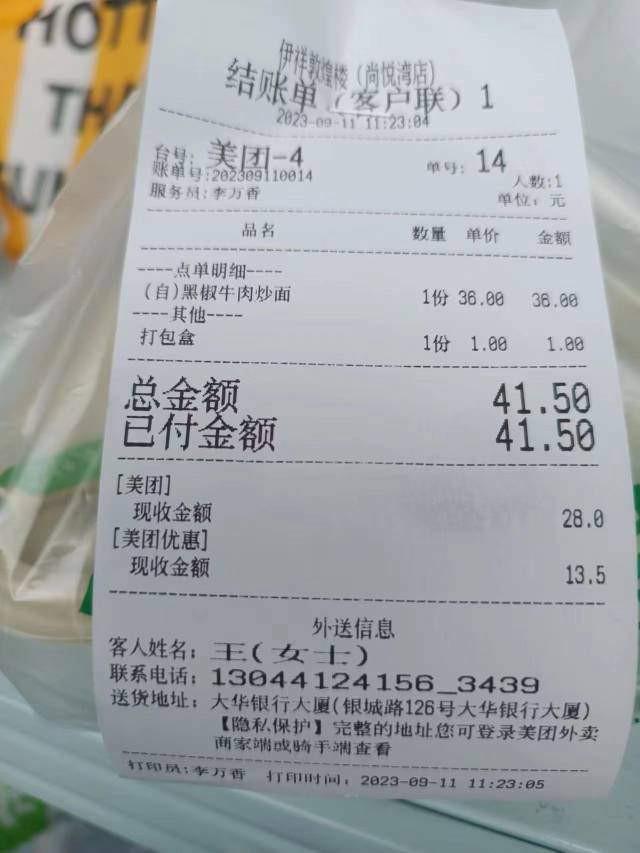 HOTT
TH
SUN
伊祥敦煌楼（尚悦湾店）
结账单（客户联）1
2023-09-11 11:23:04
台号: 美团-4 单号: 14
账单号:202309110014 人数:1
服务员:李万香 单位: 元
品名 数量 单价 金额
----点单明细----
（自）黑椒牛肉炒面 1份 36.00 36.00
----其他----
打包盒 1份 1.00 1.00
总金额 41.50
已付金额 41.50
[美团]
现收金额 28.0
[美团优惠]
现收金额 13.5
外送信息
客人姓名: 王(女士)
联系电话: 13044124156_3439
送货地址: 大华银行大厦(银城路126号大华银行大厦)
【隐私保护】完整的地址您可登录美团外卖
商家端或骑手端查看
打印员:李万香 打印时间: 2023-09-11 11:23:05